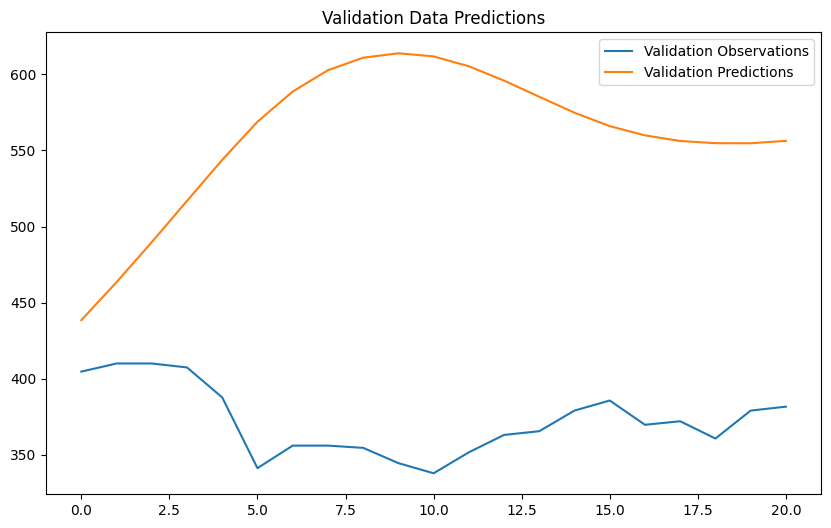 Validation Data Predictions
Validation Observations
Validation Predictions
600
550
500
450
400
350
0.0 2.5 5.0 7.5 10.0 12.5 15.0 17.5 20.0